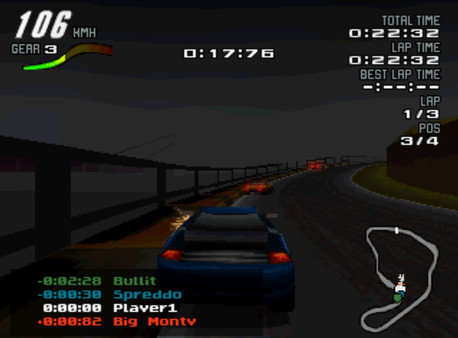 106 KMH
GEAR 3
0:17:76
TOTAL TIME
0:22:32
LAP TIME
0:22:32
BEST LAP TIME
-:--:--
LAP
1/3
POS
3/4
-0:02:28 Bullit
-0:00:30 Spreddo
0:00:00 Player1
+0:00:82 Big Monty